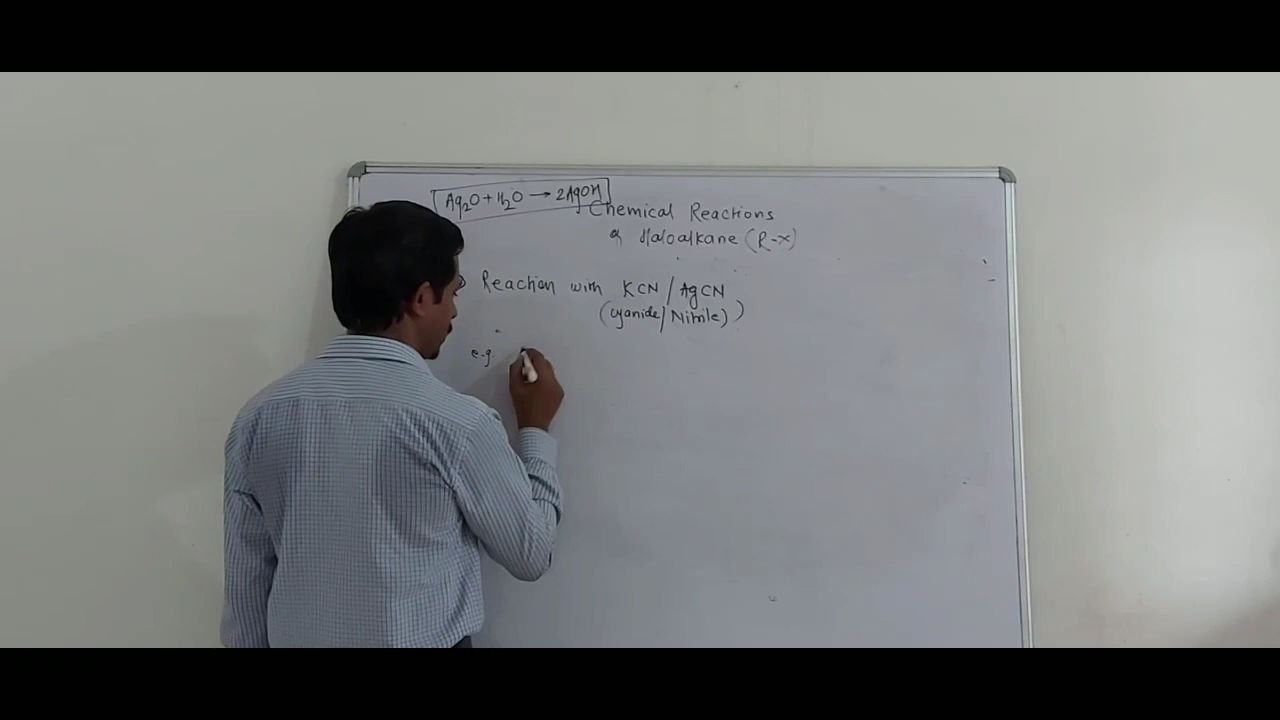 Ag₂O + H₂O → 2AgOH
Chemical Reactions
of Haloalkane (R-X)
Reaction with KCN / AgCN
(cyanide/Nitrile))
e.g.